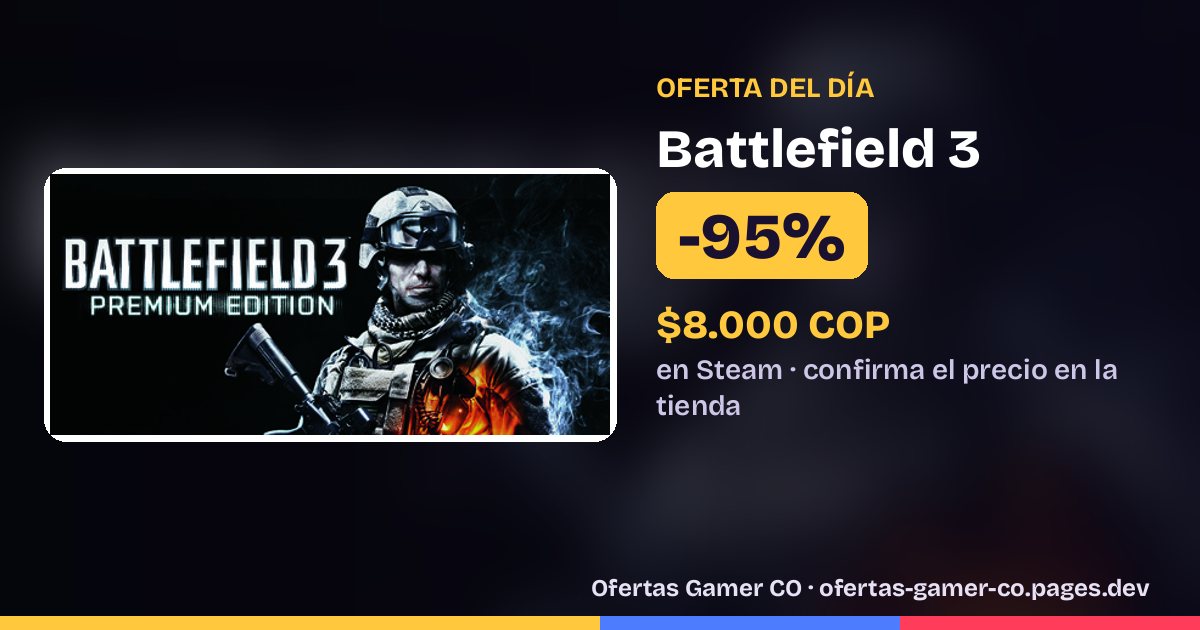 OFERTA DEL DÍA
Battlefield 3
-95%
BATTLEFIELD 3
PREMIUM EDITION
$8.000 COP
en Steam · confirma el precio en la
tienda
Ofertas Gamer CO · ofertas-gamer-co.pages.dev